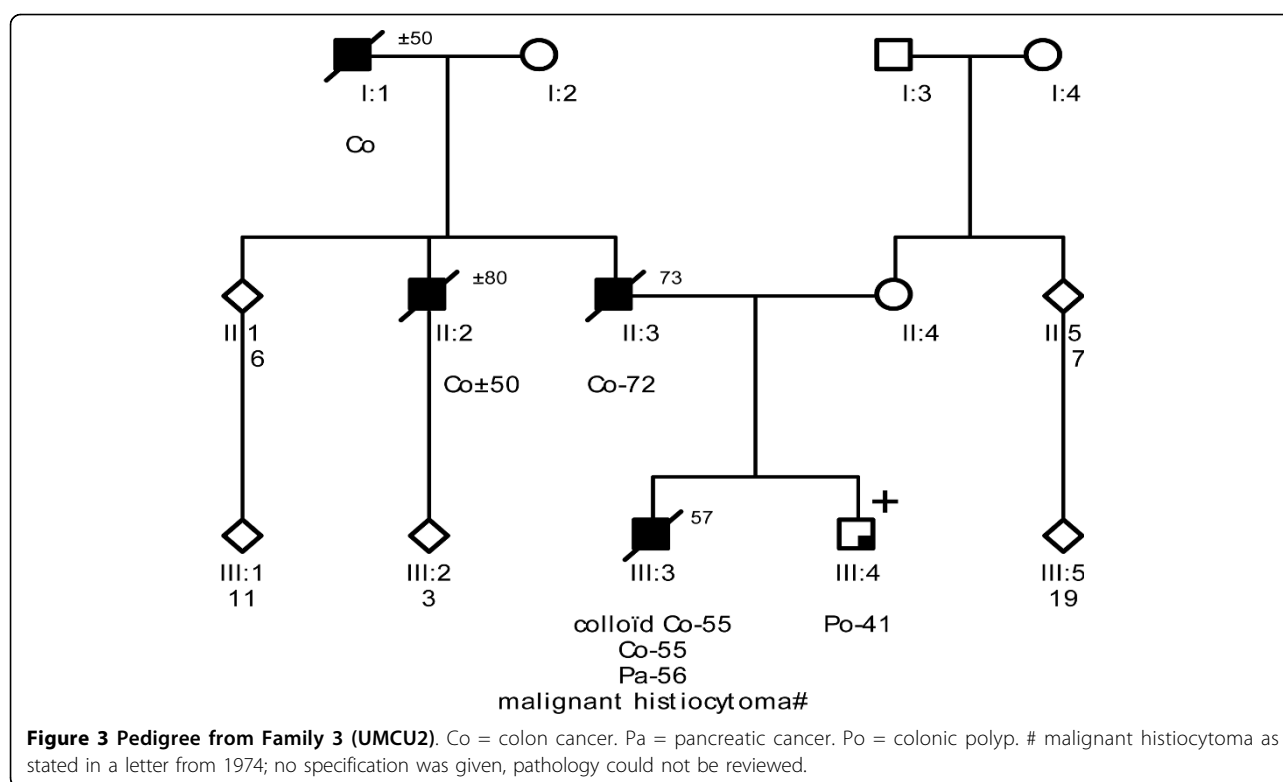 ±50
I:1 I:2 I:3 I:4
Co
±80 73
II:1 II:2 II:3 II:4 II:5
6 7
Co±50 Co-72
+
57
III:1 III:2 III:3 III:4 III:5
11 3 19
colloïd Co-55 Po-41
Co-55
Pa-56
malignant histiocytoma#
Figure 3 Pedigree from Family 3 (UMCU2). Co = colon cancer. Pa = pancreatic cancer. Po = colonic polyp. # malignant histiocytoma as
stated in a letter from 1974; no specification was given, pathology could not be reviewed.